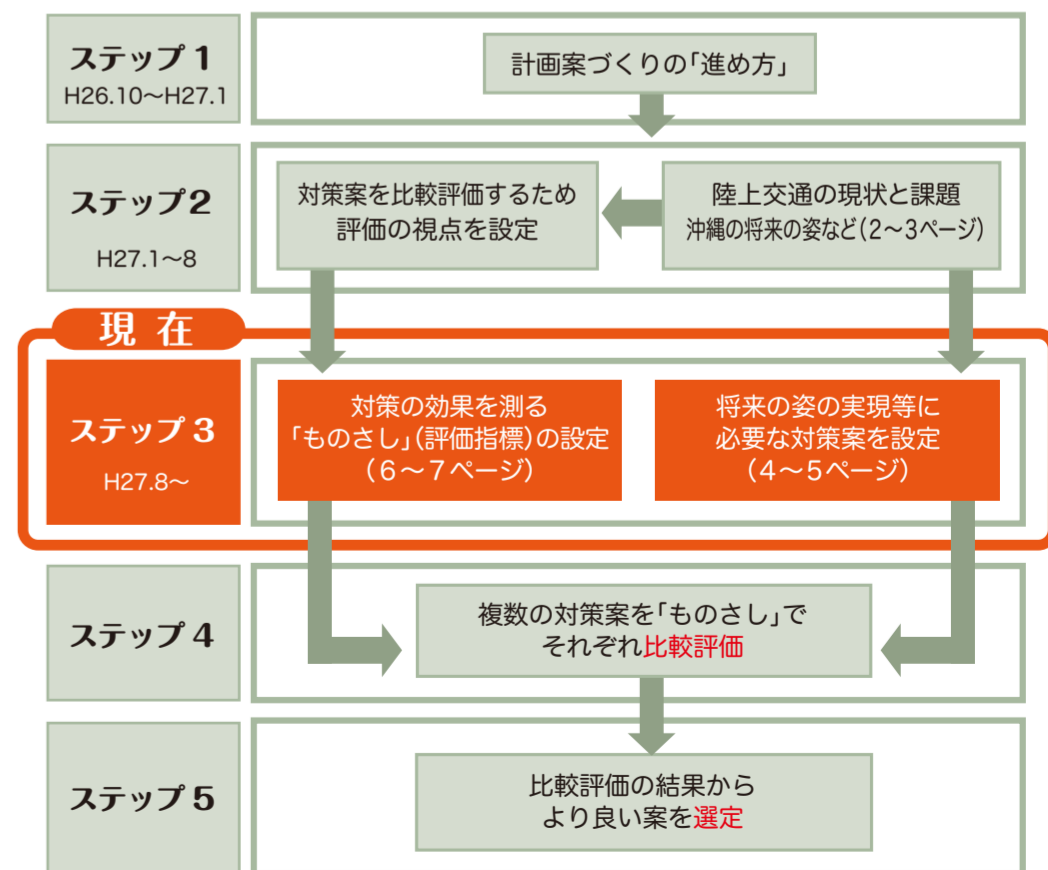 ステップ 1
H26.10〜H27.1
計画案づくりの「進め方」
ステップ2
H27.1〜8
対策案を比較評価するため
評価の視点を設定
陸上交通の現状と課題
沖縄の将来の姿など(2〜3ページ)
現 在
ステップ 3
H27.8〜
対策の効果を測る
「ものさし」(評価指標)の設定
(6〜7ページ)
将来の姿の実現等に
必要な対策案を設定
(4〜5ページ)
ステップ 4
複数の対策案を「ものさし」で
それぞれ比較評価
ステップ 5
比較評価の結果から
より良い案を選定